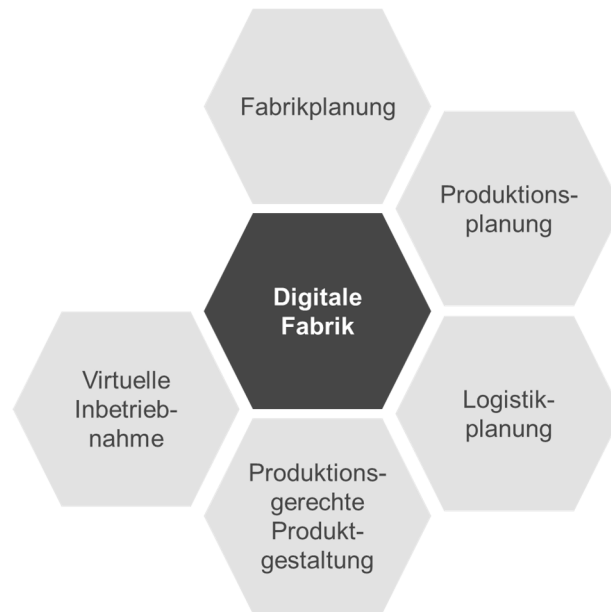 Fabrikplanung
Produktions-
planung
Digitale
Fabrik
Virtuelle
Inbetrieb-
nahme
Logistik-
planung
Produktions-
gerechte
Produkt-
gestaltung